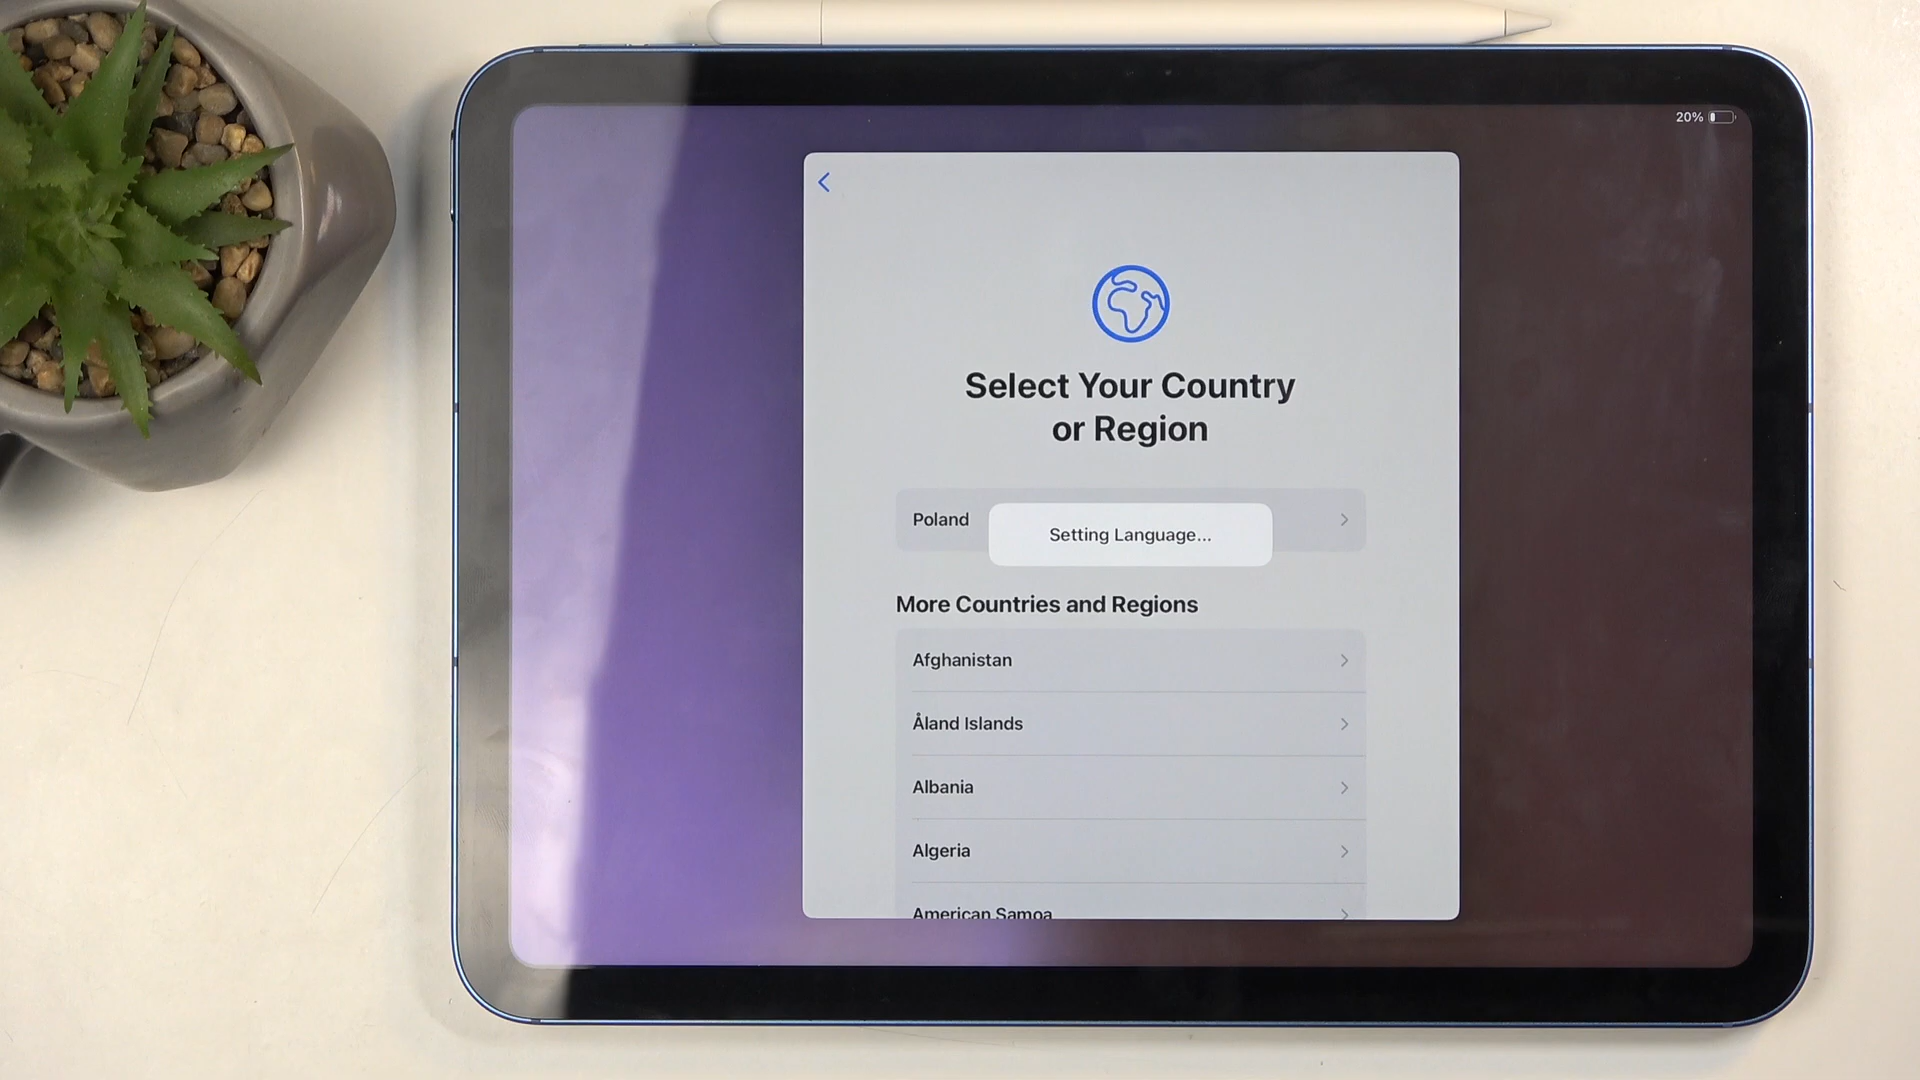 20%
Select Your Country
or Region
Poland
Setting Language...
More Countries and Regions
Afghanistan
Åland Islands
Albania
Algeria
American Samoa